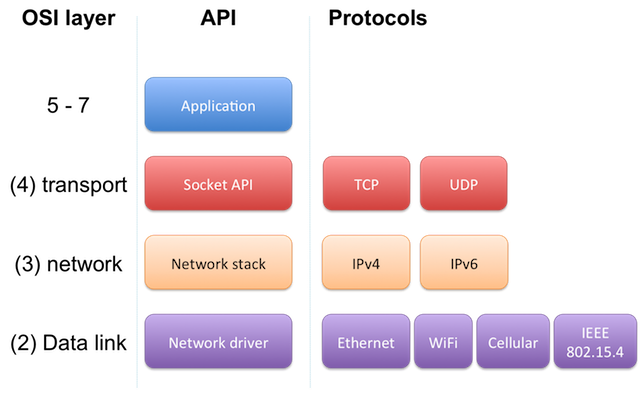 OSI layer API Protocols
5 - 7 Application
(4) transport Socket API TCP UDP
(3) network Network stack IPv4 IPv6
(2) Data link Network driver Ethernet WiFi Cellular IEEE
802.15.4